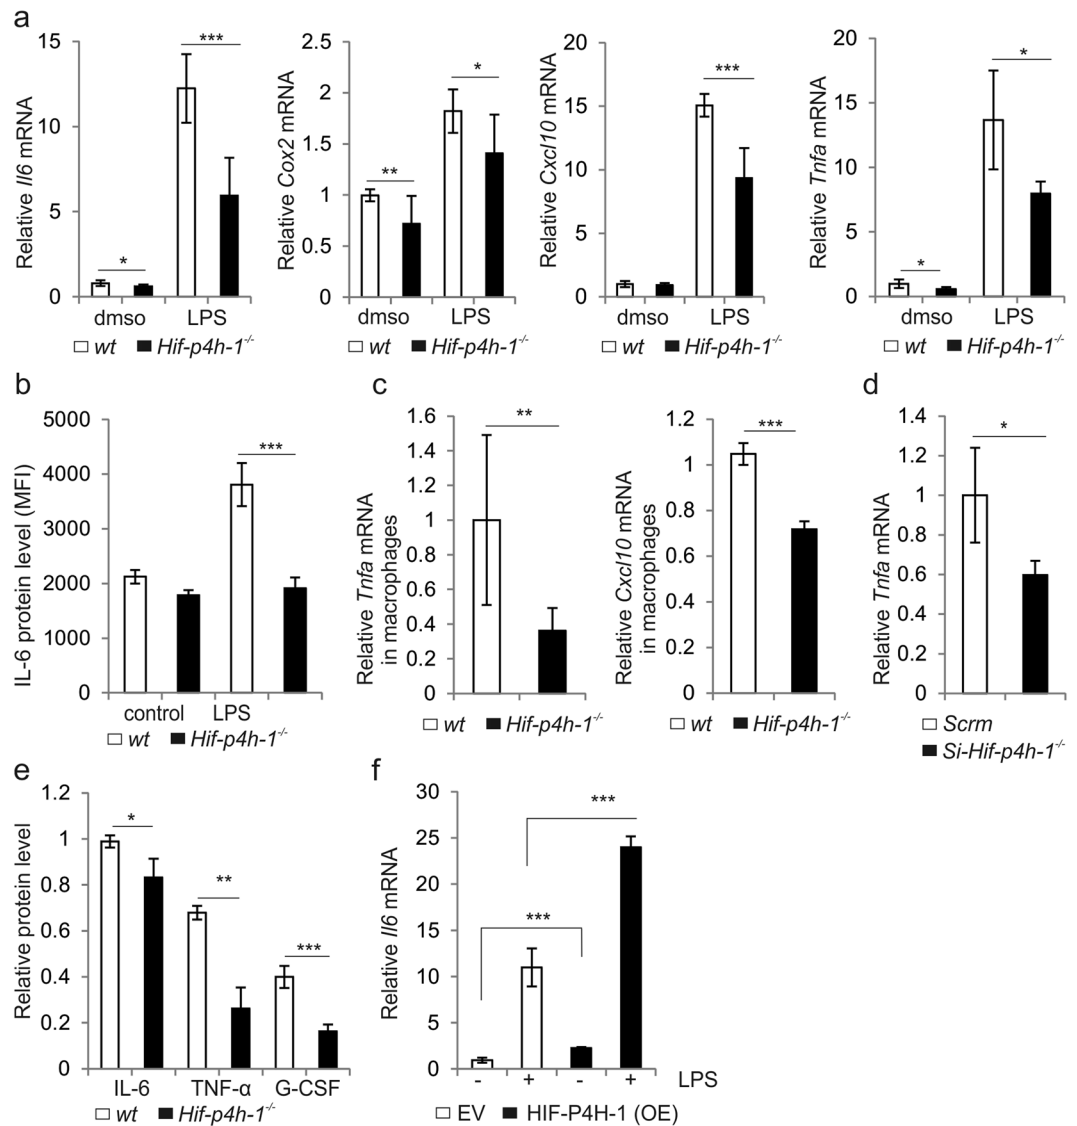 a
Relative Il6 mRNA
15
10
5
0
***
*
dmso LPS
wt Hif-p4h-1-/-
Relative Cox2 mRNA
2.5
2
1.5
1
0.5
0
*
**
dmso LPS
wt Hif-p4h-1-/-
Relative Cxcl10 mRNA
20
15
10
5
0
***
dmso LPS
wt Hif-p4h-1-/-
Relative Tnfa mRNA
20
15
10
5
0
*
*
dmso LPS
wt Hif-p4h-1-/-
b
IL-6 protein level (MFI)
5000
4000
3000
2000
1000
0
***
control LPS
wt Hif-p4h-1-/-
c
Relative Tnfa mRNA
in macrophages
1.6
1.4
1.2
1
0.8
0.6
0.4
0.2
0
**
wt Hif-p4h-1-/-
Relative Cxcl10 mRNA
in macrophages
1.2
1
0.8
0.6
0.4
0.2
0
***
wt Hif-p4h-1-/-
d
Relative Tnfa mRNA
1.4
1.2
1
0.8
0.6
0.4
0.2
0
*
Scrm
Si-Hif-p4h-1-/-
e
Relative protein level
1.2
1
0.8
0.6
0.4
0.2
0
*
**
***
IL-6 TNF-α G-CSF
wt Hif-p4h-1-/-
f
Relative Il6 mRNA
30
25
20
15
10
5
0
***
***
- + - + LPS
EV HIF-P4H-1 (OE)